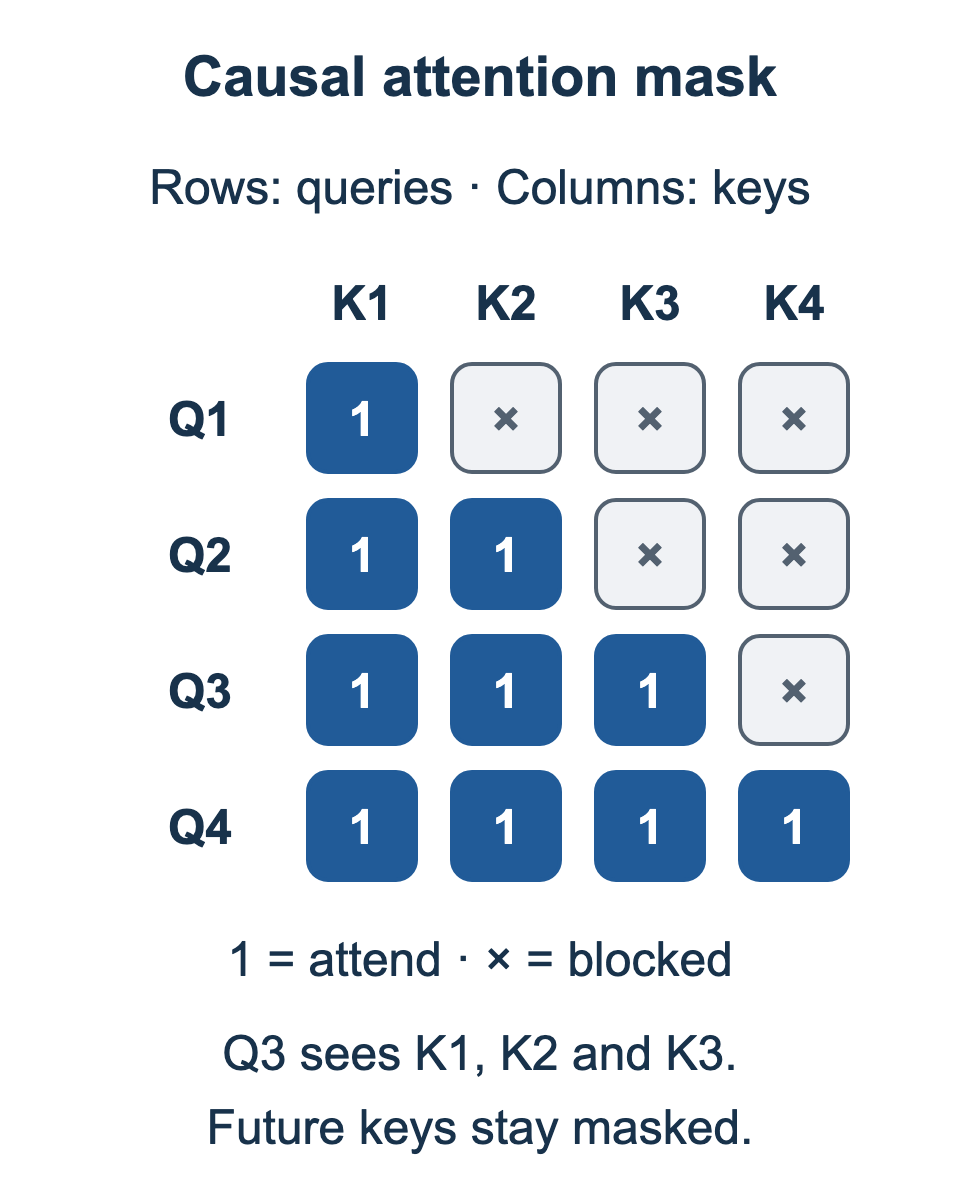 Causal attention mask
Rows: queries · Columns: keys
K1 K2 K3 K4
Q1 1 × × ×
Q2 1 1 × ×
Q3 1 1 1 ×
Q4 1 1 1 1
1 = attend · × = blocked
Q3 sees K1, K2 and K3.
Future keys stay masked.